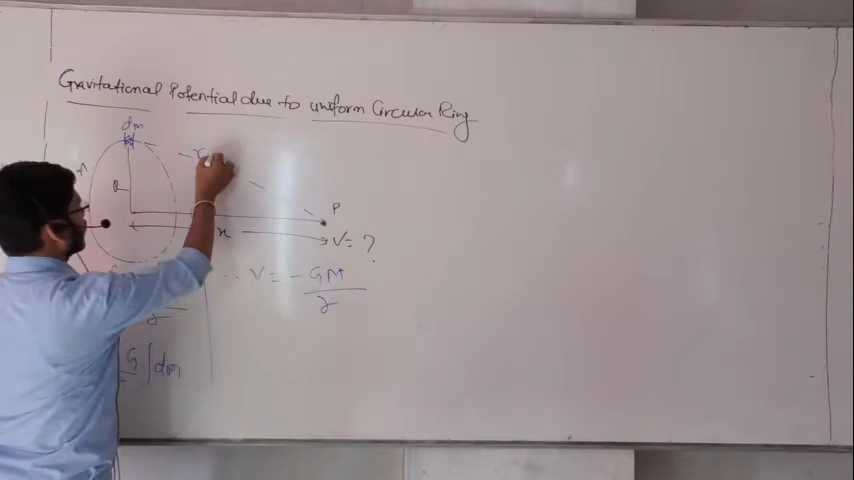 Gravitational Potential due to uniform Circular Ring
dm
r
R
P
x
V = ?
∴ V = - GM
r
∫dm